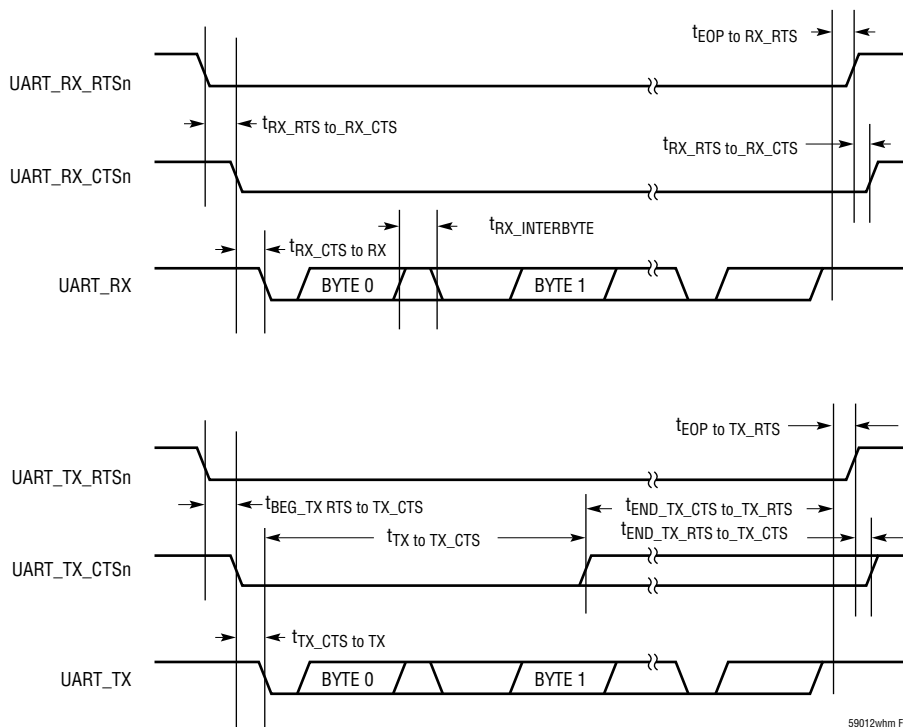 tEOP to RX_RTS
UART_RX_RTSn
tRX_RTS to_RX_CTS
tRX_RTS to_RX_CTS
UART_RX_CTSn
tRX_INTERBYTE
tRX_CTS to RX
UART_RX
BYTE 0
BYTE 1
tEOP to TX_RTS
UART_TX_RTSn
tBEG_TX RTS to TX_CTS
tEND_TX_CTS to_TX_RTS
tTX to TX_CTS
tEND_TX_RTS to_TX_CTS
UART_TX_CTSn
tTX_CTS to TX
UART_TX
BYTE 0
BYTE 1
59012whm F